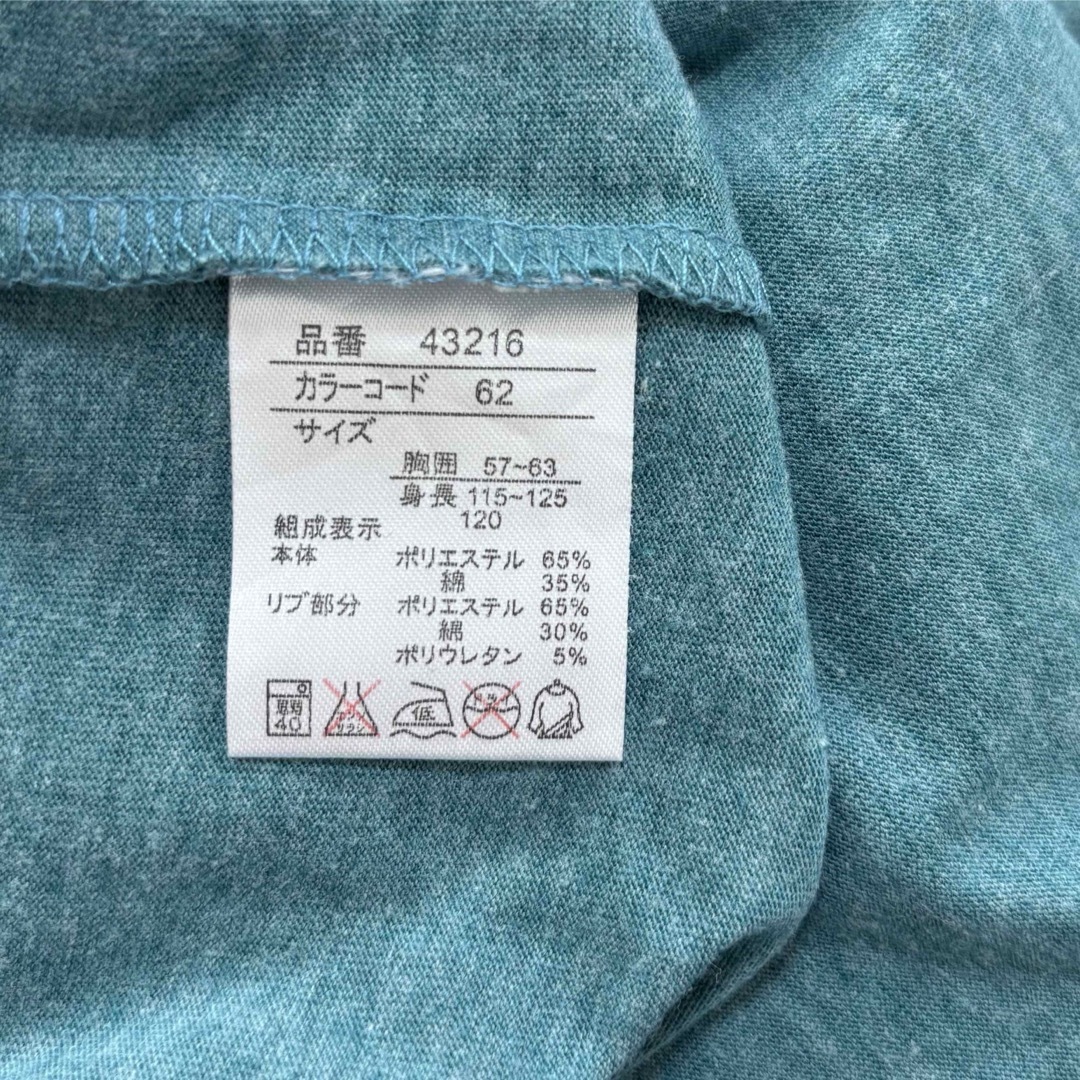 品番 43216
カラーコード 62
サイズ
胸囲 57~63
身長 115~125
120
組成表示
本体 ポリエステル 65%
綿 35%
リブ部分 ポリエステル 65%
綿 30%
ポリウレタン 5%
40 低